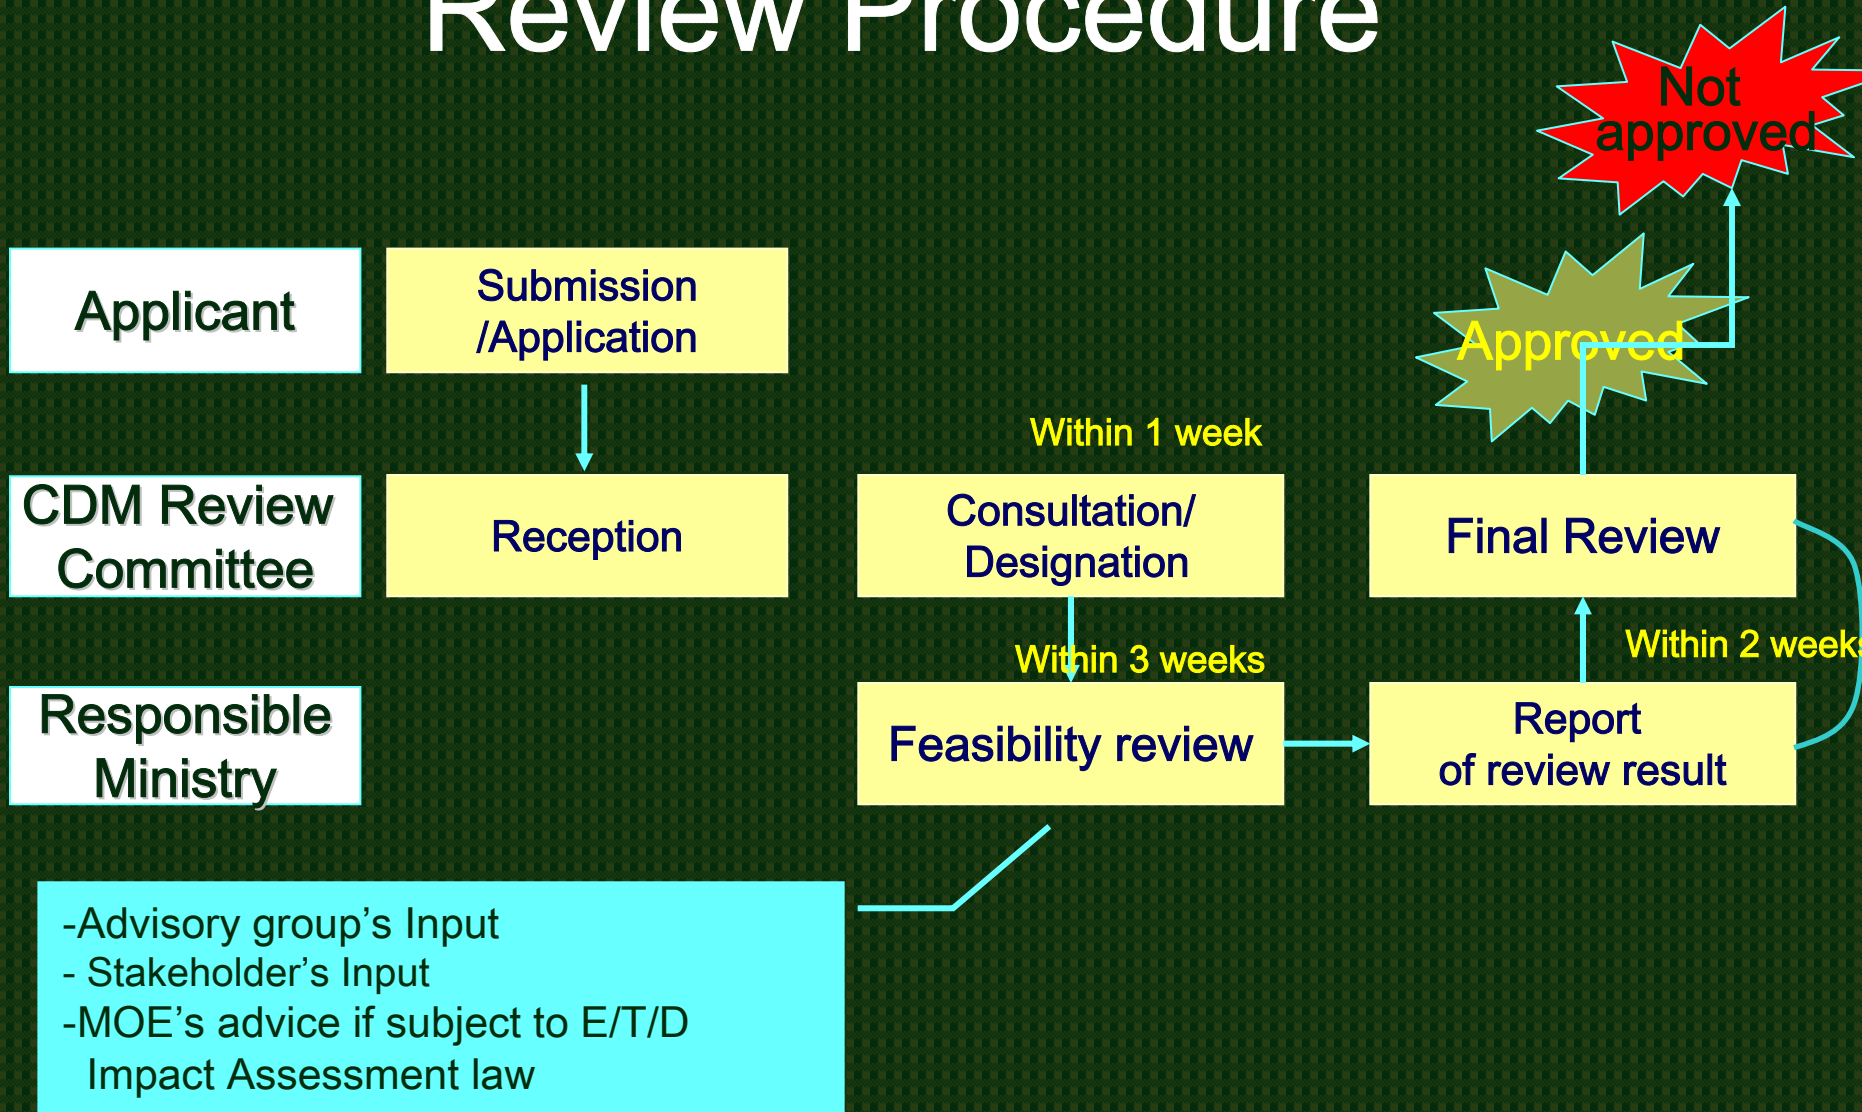 Review Procedure
Not
approved
Approved
Applicant
Submission
/Application
Within 1 week
CDM Review
Committee
Reception
Consultation/
Designation
Final Review
Within 3 weeks
Within 2 weeks
Responsible
Ministry
Feasibility review
Report
of review result
-Advisory group’s Input
- Stakeholder’s Input
-MOE’s advice if subject to E/T/D
Impact Assessment law